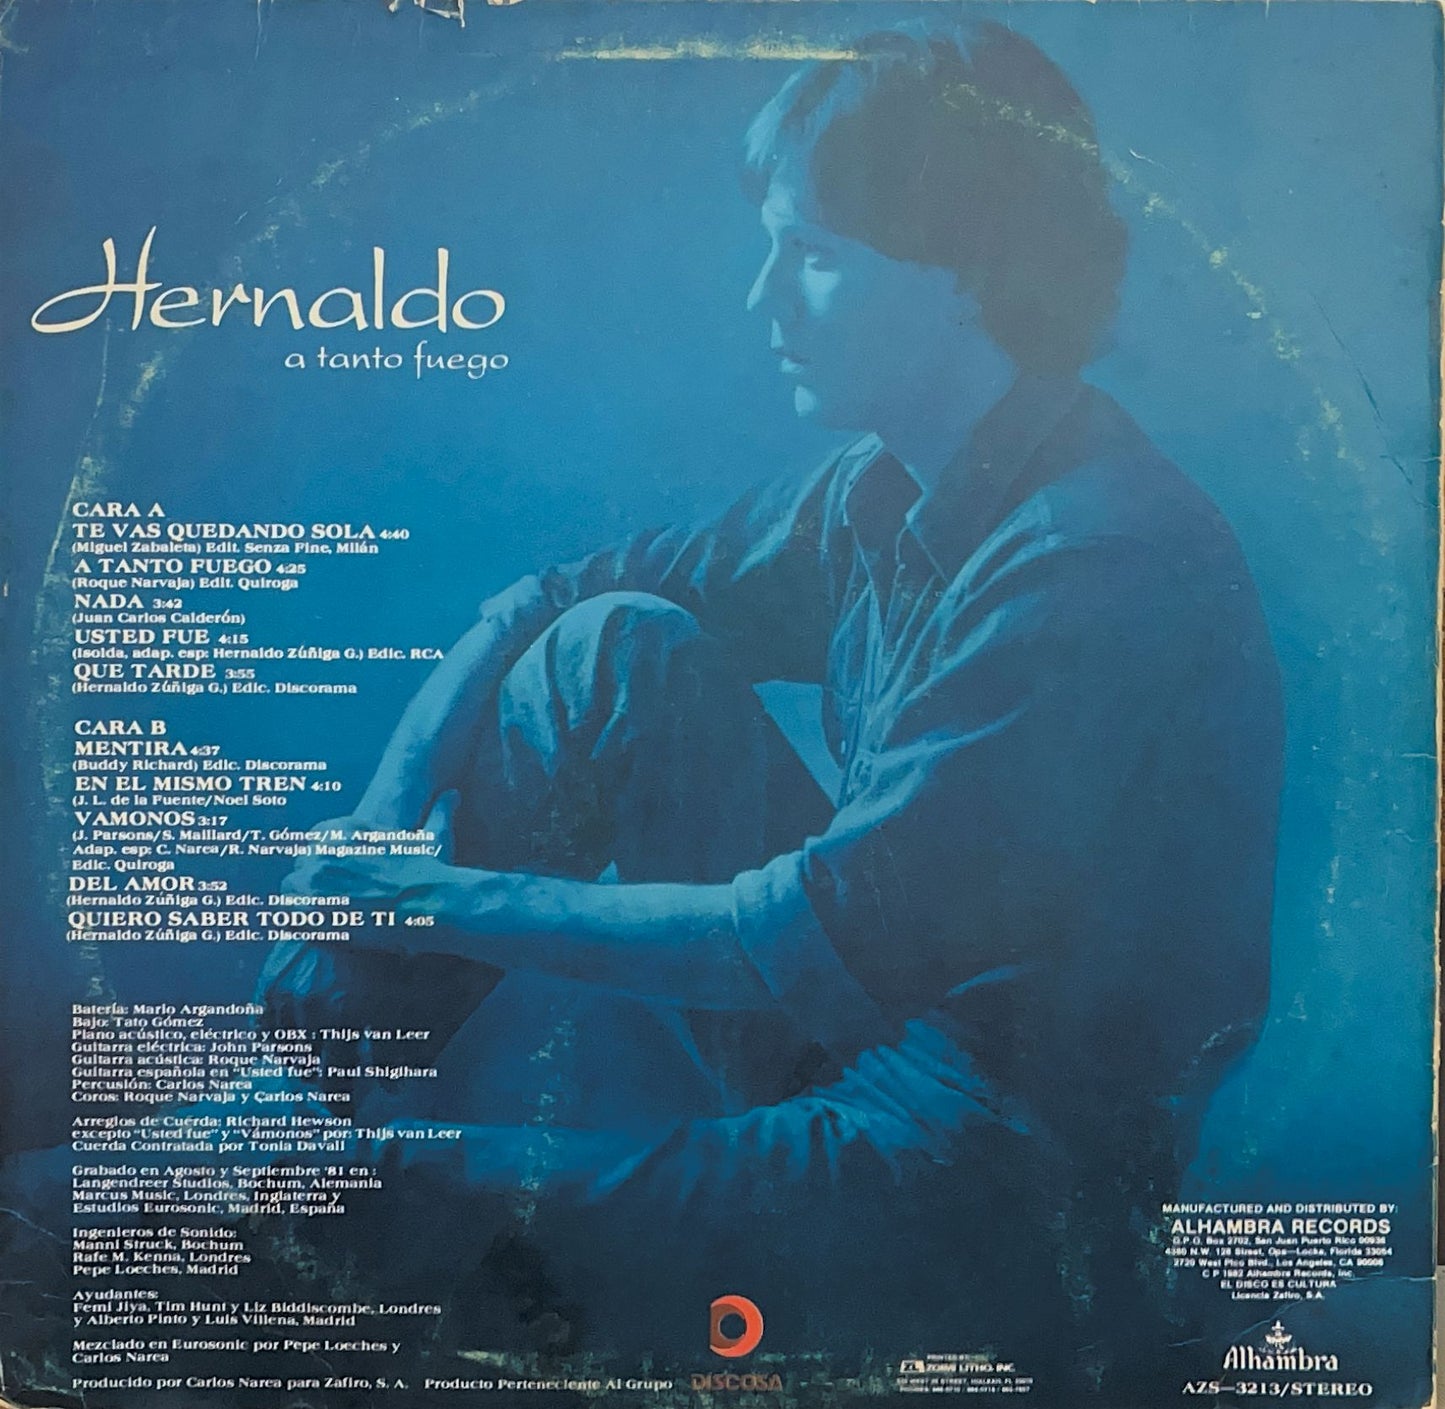 Hernaldo
a tanto fuego
CARA A
TE VAS QUEDANDO SOLA 4:40
(Miguel Zabaleta) Edit. Senza Fine, Milán
A TANTO FUEGO 4:25
(Roque Narvaja) Edit. Quiroga
NADA 3:42
(Juan Carlos Calderón)
USTED FUE 4:15
(Isolda, adap. esp: Hernaldo Zúñiga G.) Edic. RCA
QUE TARDE 3:55
(Hernaldo Zúñiga G.) Edic. Discorama
CARA B
MENTIRA 4:37
(Buddy Richard) Edic. Discorama
EN EL MISMO TREN 4:10
(J. L. de la Fuente/Noel Soto
VAMONOS 3:17
(J. Parsons/S. Maillard/T. Gómez/M. Argandoña
Adap. esp: C. Narea/R. Narvaja) Magazine Music/
Edic. Quiroga
DEL AMOR 3:52
(Hernaldo Zúñiga G.) Edic. Discorama
QUIERO SABER TODO DE TI 4:05
(Hernaldo Zúñiga G.) Edic. Discorama
Batería: Mario Argandoña
Bajo: Tato Gómez
Piano acústico, eléctrico y OBX : Thijs van Leer
Guitarra eléctrica: John Parsons
Guitarra acústica: Roque Narvaja
Guitarra española en "Usted fue": Paul Shigihara
Percusión: Carlos Narea
Coros: Roque Narvaja y Carlos Narea
Arreglos de Cuerda: Richard Hewson
excepto "Usted fue" y "Vámonos" por: Thijs van Leer
Cuerda Contratada por Tonia Davall
Grabado en Agosto y Septiembre '81 en :
Langendreer Studios, Bochum, Alemania
Marcus Music, Londres, Inglaterra y
Estudios Eurosonic, Madrid, España
Ingenieros de Sonido:
Manni Struck, Bochum
Rafe M. Kenna, Londres
Pepe Loeches, Madrid
Ayudantes:
Femi Jiya, Tim Hunt y Liz Biddiscombe, Londres
y Alberto Pinto y Luis Villena, Madrid
Mezclado en Eurosonic por Pepe Loeches y
Carlos Narea
Producido por Carlos Narea para Zafiro, S. A. Producto Perteneciente Al Grupo
DISCOSA
PRINTED BY:
ZL ZOIMI LITHO, INC.
MANUFACTURED AND DISTRIBUTED BY:
ALHAMBRA RECORDS
G.P.O. Box 2702, San Juan Puerto Rico 00936
4380 N.W. 128 Street, Opa-Locka, Florida 33054
2720 West Pico Blvd., Los Angeles, CA 90006
C P 1982 Alhambra Records, Inc.
EL DISCO ES CULTURA
Licencia Zafiro, S.A.
Alhambra
AZS-3213/STEREO